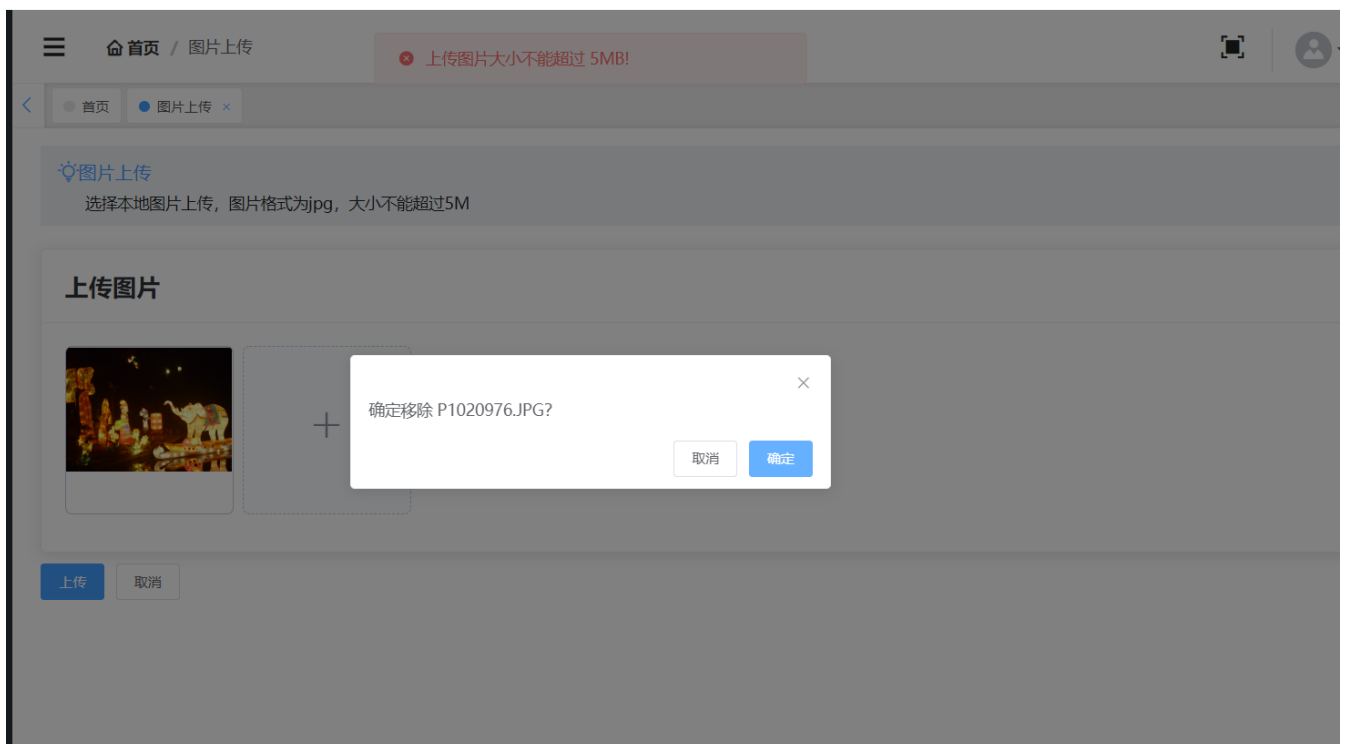 首页 / 图片上传
上传图片大小不能超过 5MB!
首页
图片上传 ×
图片上传
选择本地图片上传，图片格式为jpg，大小不能超过5M
上传图片
确定移除 P1020976.JPG?
取消
确定
上传
取消